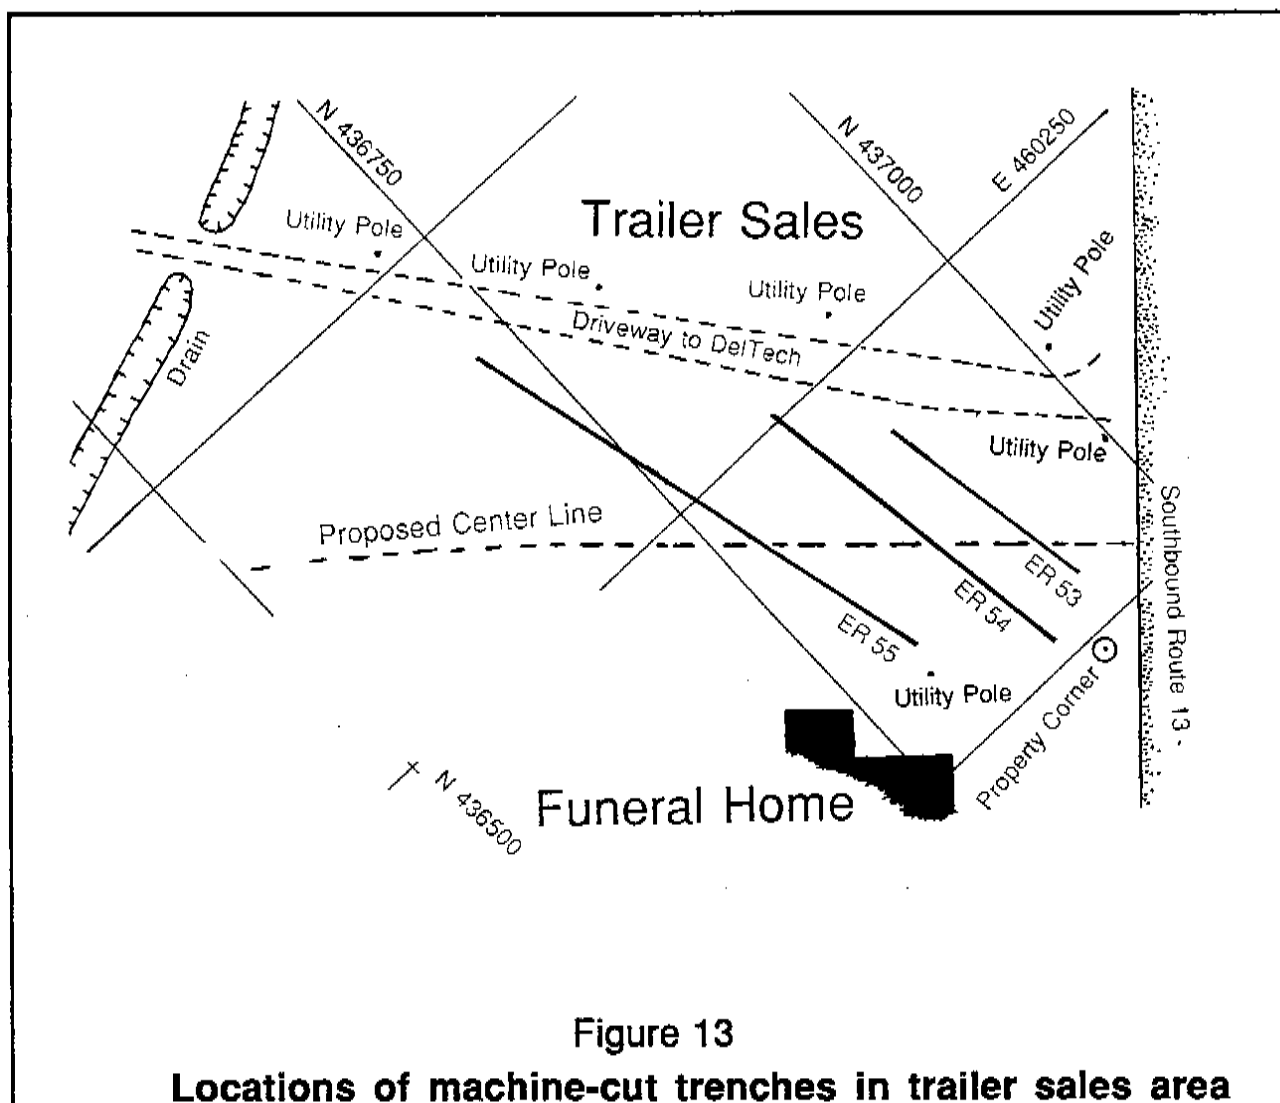 N 436750
N 437000
E 460250
Trailer Sales
Utility Pole
Utility Pole
Utility Pole
Utility Pole
Driveway to DelTech
Drain
Utility Pole
Proposed Center Line
Southbound Route 13 -
ER 53
ER 54
ER 55
Utility Pole
Property Corner
N 436500
Funeral Home
Figure 13
Locations of machine-cut trenches in trailer sales area